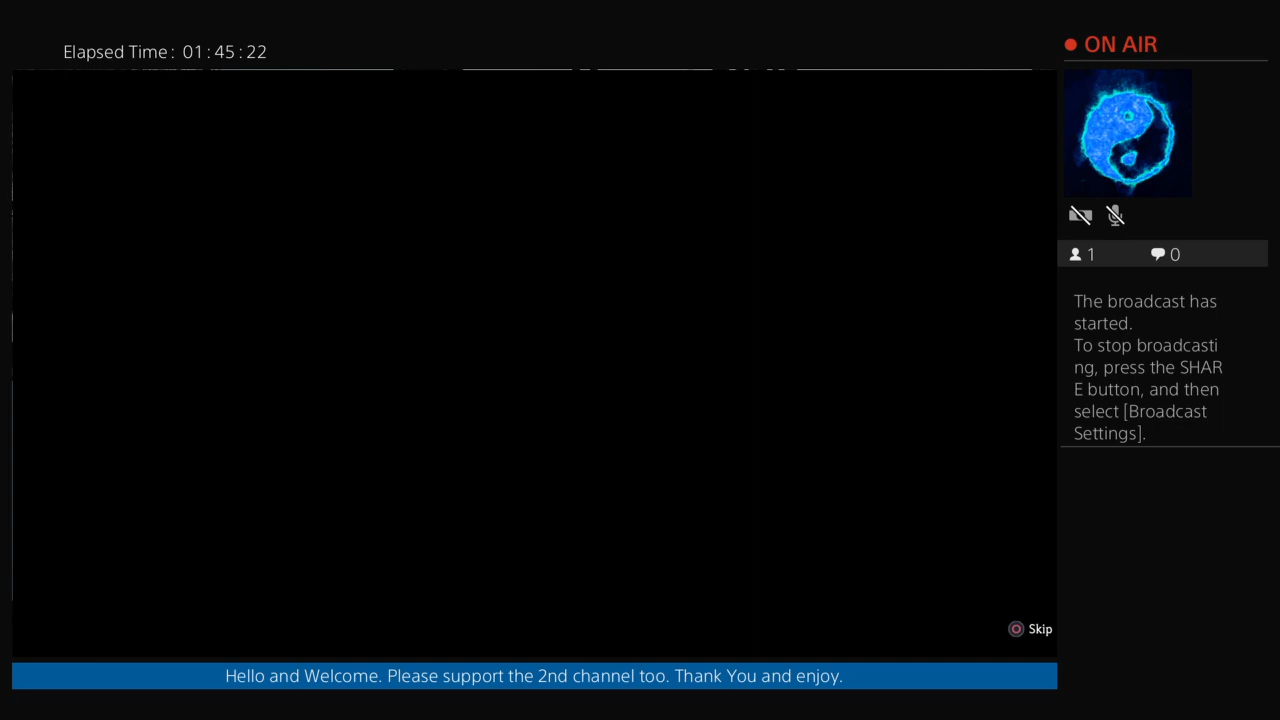 Elapsed Time: 01:45:22
ON AIR
1
0
The broadcast has
started.
To stop broadcasti
ng, press the SHAR
E button, and then
select [Broadcast
Settings].
Skip
Hello and Welcome. Please support the 2nd channel too. Thank You and enjoy.